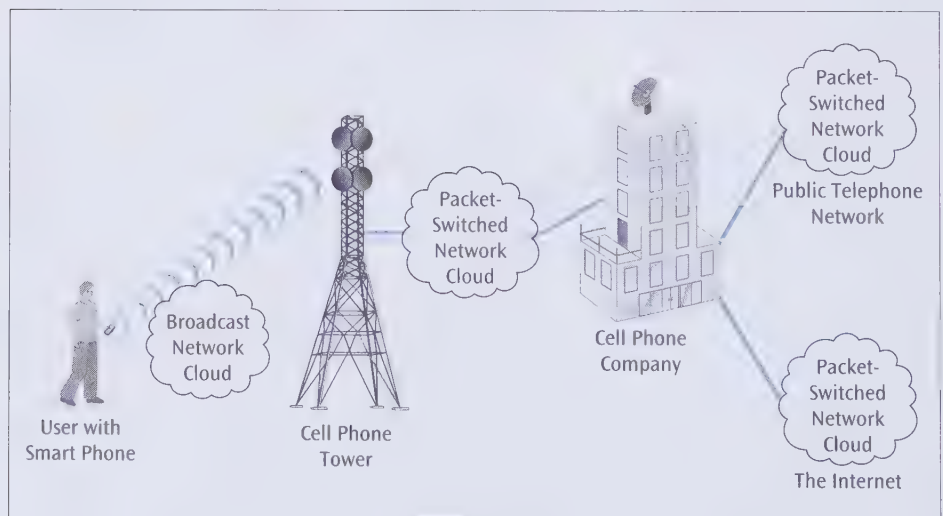 Packet-
Switched
Network
Cloud
Public Telephone
Network
Packet-
Switched
Network
Cloud
Broadcast
Network
Cloud
Cell Phone
Company
User with
Smart Phone
Cell Phone
Tower
Packet-
Switched
Network
Cloud
The Internet